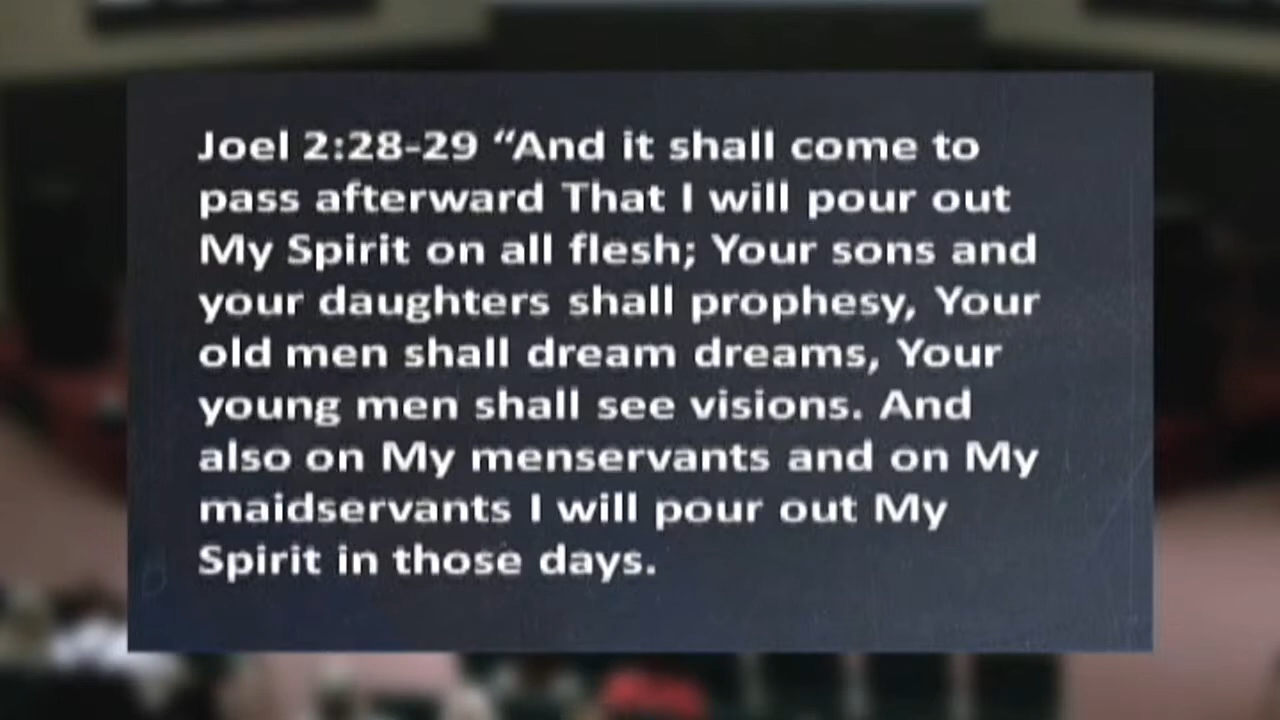 Joel 2:28-29 “And it shall come to
pass afterward That I will pour out
My Spirit on all flesh; Your sons and
your daughters shall prophesy, Your
old men shall dream dreams, Your
young men shall see visions. And
also on My menservants and on My
maidservants I will pour out My
Spirit in those days.